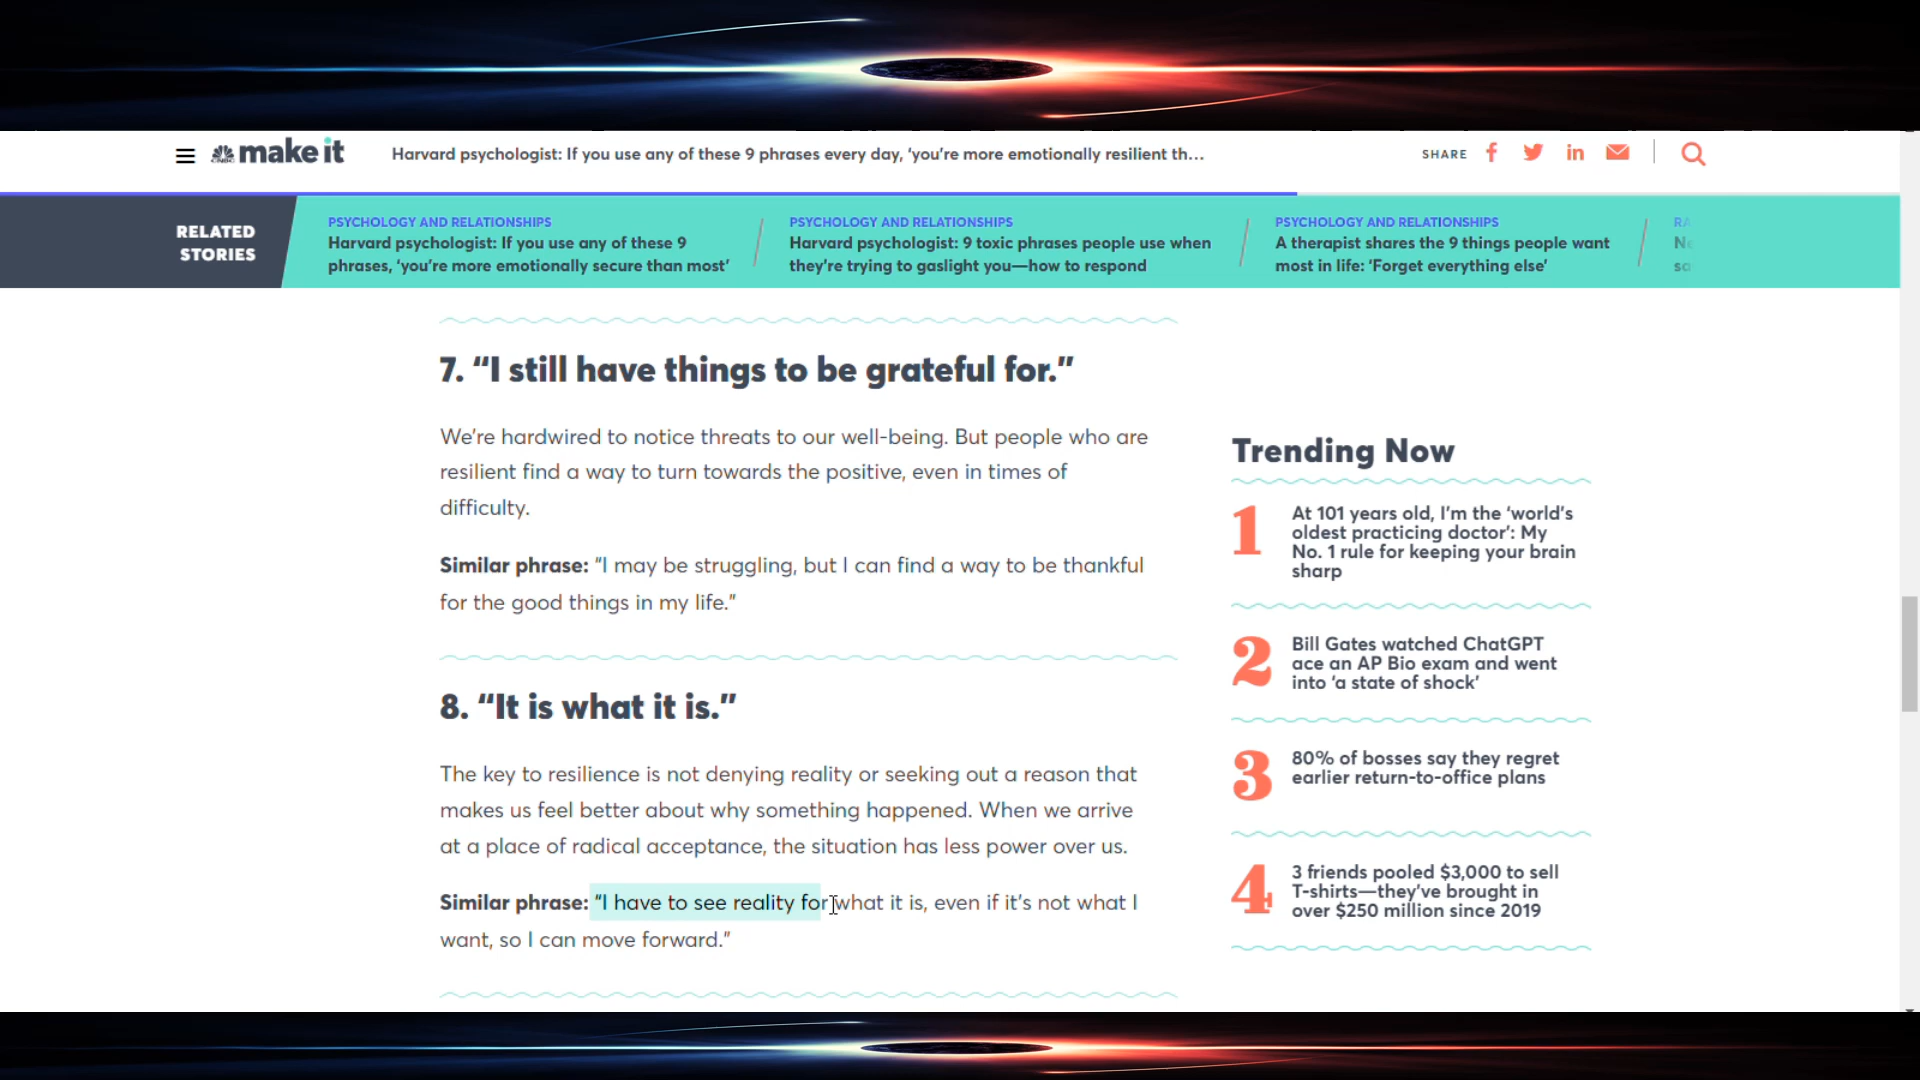 make it
Harvard psychologist: If you use any of these 9 phrases every day, ‘you’re more emotionally resilient th...
SHARE
RELATED
STORIES
PSYCHOLOGY AND RELATIONSHIPS
Harvard psychologist: If you use any of these 9
phrases, ‘you’re more emotionally secure than most’
PSYCHOLOGY AND RELATIONSHIPS
Harvard psychologist: 9 toxic phrases people use when
they’re trying to gaslight you—how to respond
PSYCHOLOGY AND RELATIONSHIPS
A therapist shares the 9 things people want
most in life: ‘Forget everything else’
7. “I still have things to be grateful for.”
We’re hardwired to notice threats to our well-being. But people who are
resilient find a way to turn towards the positive, even in times of
difficulty.
Similar phrase: “I may be struggling, but I can find a way to be thankful
for the good things in my life.”
8. “It is what it is.”
The key to resilience is not denying reality or seeking out a reason that
makes us feel better about why something happened. When we arrive
at a place of radical acceptance, the situation has less power over us.
Similar phrase: “I have to see reality for what it is, even if it’s not what I
want, so I can move forward.”
Trending Now
1
At 101 years old, I’m the ‘world’s
oldest practicing doctor’: My
No. 1 rule for keeping your brain
sharp
2
Bill Gates watched ChatGPT
ace an AP Bio exam and went
into ‘a state of shock’
3
80% of bosses say they regret
earlier return-to-office plans
4
3 friends pooled $3,000 to sell
T-shirts—they’ve brought in
over $250 million since 2019